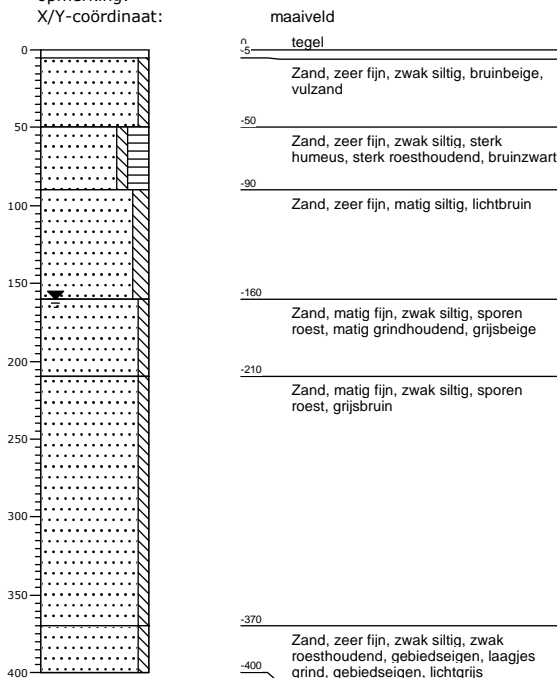 opmerking:
X/Y-coördinaat: maaiveld
0
50
100
150
200
250
300
350
400
0 tegel
-5
Zand, zeer fijn, zwak siltig, bruinbeige,
vulzand
-50
Zand, zeer fijn, zwak siltig, sterk
humeus, sterk roesthoudend, bruinzwart
-90
Zand, zeer fijn, matig siltig, lichtbruin
-160
Zand, matig fijn, zwak siltig, sporen
roest, matig grindhoudend, grijsbeige
-210
Zand, matig fijn, zwak siltig, sporen
roest, grijsbruin
-370
Zand, zeer fijn, zwak siltig, zwak
roesthoudend, gebiedseigen, laagjes
-400
grind, gebiedseigen, lichtgrijs